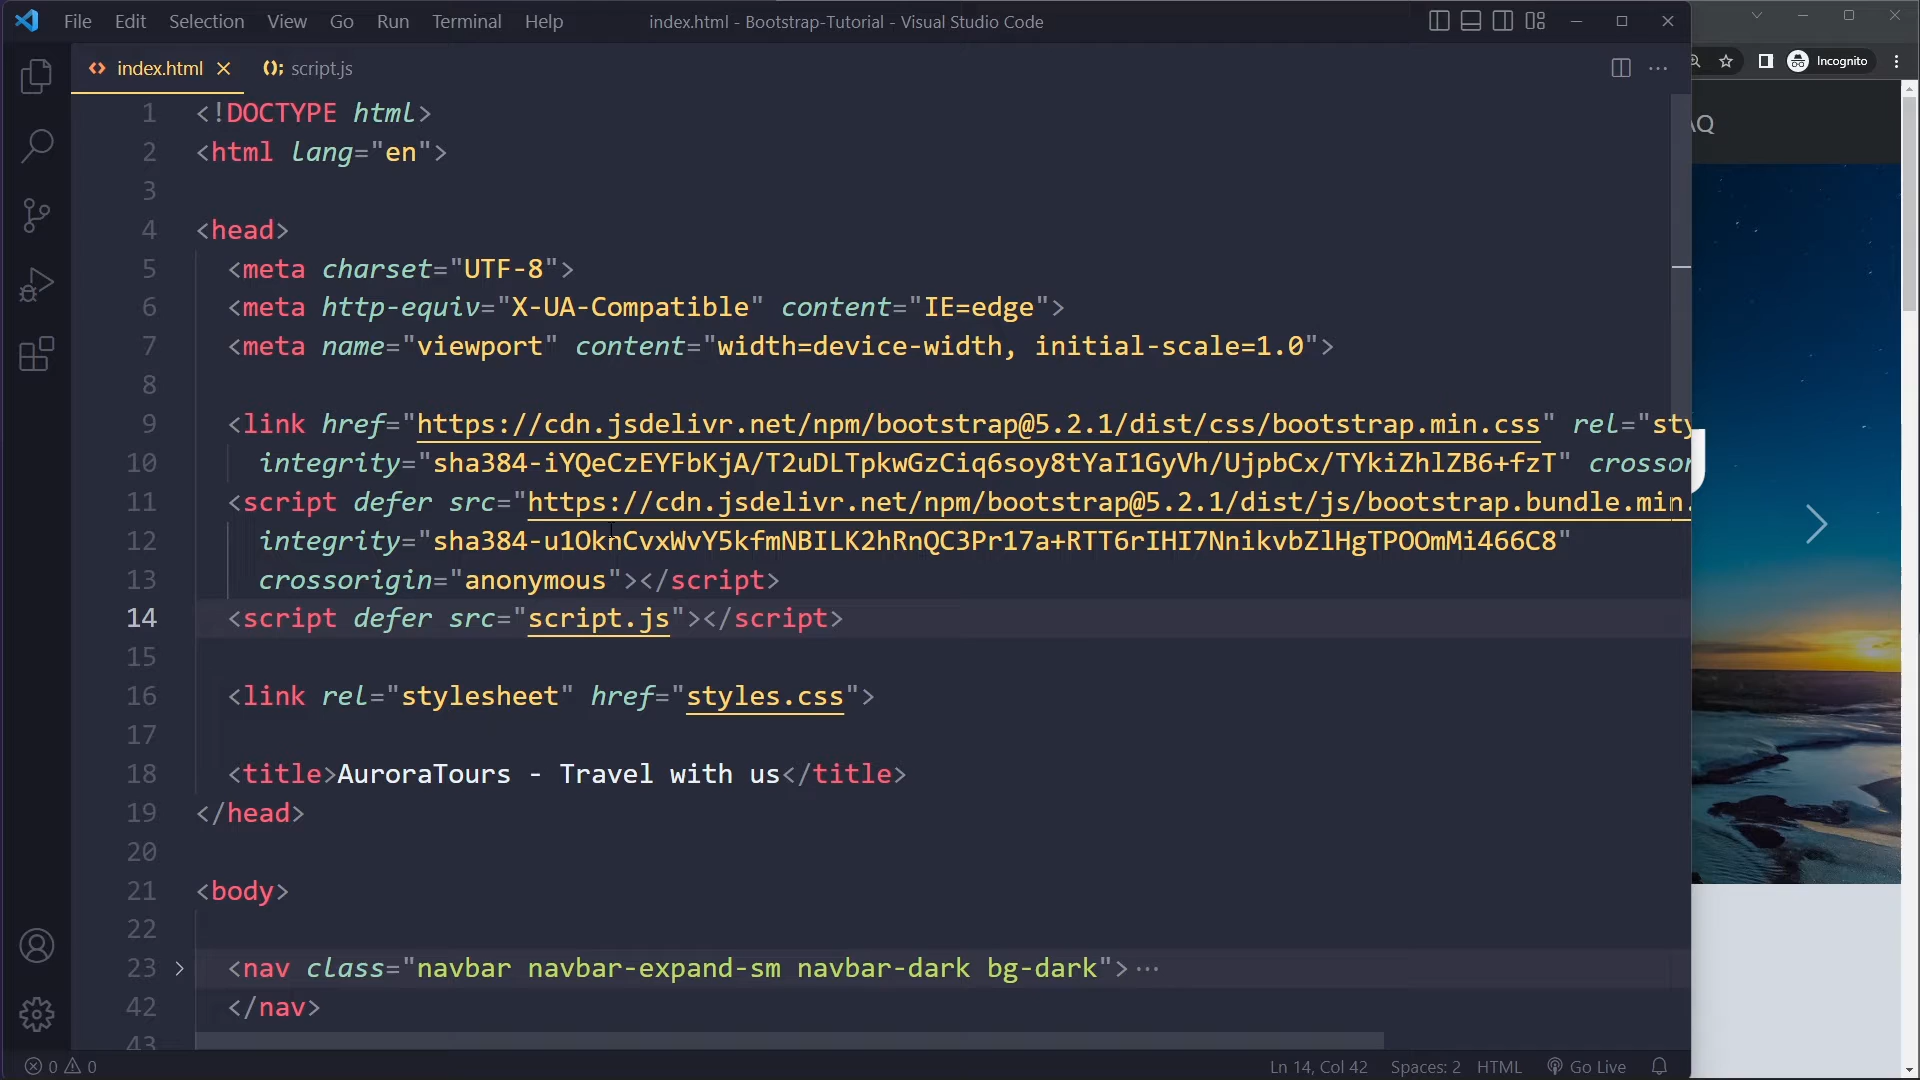 File Edit Selection View Go Run Terminal Help index.html - Bootstrap-Tutorial - Visual Studio Code
index.html script.js
Incognito
AQ
1 <!DOCTYPE html>
2 <html lang="en">
3
4 <head>
5 <meta charset="UTF-8">
6 <meta http-equiv="X-UA-Compatible" content="IE=edge">
7 <meta name="viewport" content="width=device-width, initial-scale=1.0">
8
9 <link href="https://cdn.jsdelivr.net/npm/bootstrap@5.2.1/dist/css/bootstrap.min.css" rel="sty
10 integrity="sha384-iYQeCzEYFbKjA/T2uDLTpkwGzCiq6soy8tYaI1GyVh/UjpbCx/TYkiZhlZB6+fzT" crossor
11 <script defer src="https://cdn.jsdelivr.net/npm/bootstrap@5.2.1/dist/js/bootstrap.bundle.min.
12 integrity="sha384-u1OknCvxWvY5kfmNBILK2hRnQC3Pr17a+RTT6rIHI7NnikvbZlHgTPOOmMi466C8"
13 crossorigin="anonymous"></script>
14 <script defer src="script.js"></script>
15
16 <link rel="stylesheet" href="styles.css">
17
18 <title>AuroraTours - Travel with us</title>
19 </head>
20
21 <body>
22
23 <nav class="navbar navbar-expand-sm navbar-dark bg-dark">···
42 </nav>
43
0 0 Ln 14, Col 42 Spaces: 2 HTML Go Live